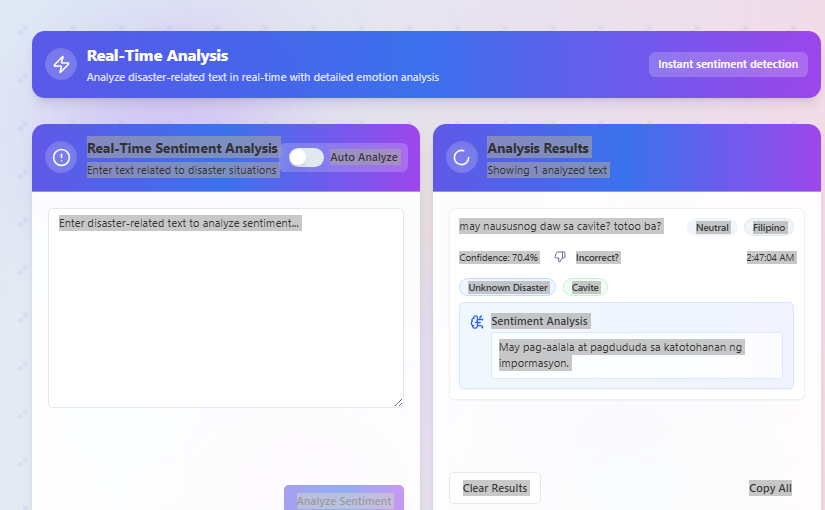 Real-Time Analysis
Analyze disaster-related text in real-time with detailed emotion analysis
Instant sentiment detection
Real-Time Sentiment Analysis
Enter text related to disaster situations
Auto Analyze
Enter disaster-related text to analyze sentiment...
Analyze Sentiment
Analysis Results
Showing 1 analyzed text
may naususnog daw sa cavite? totoo ba?
Neutral
Filipino
Confidence: 70.4%
Incorrect?
2:47:04 AM
Unknown Disaster
Cavite
Sentiment Analysis
May pag-aalala at pagdududa sa katotohanan ng
impormasyon.
Clear Results
Copy All